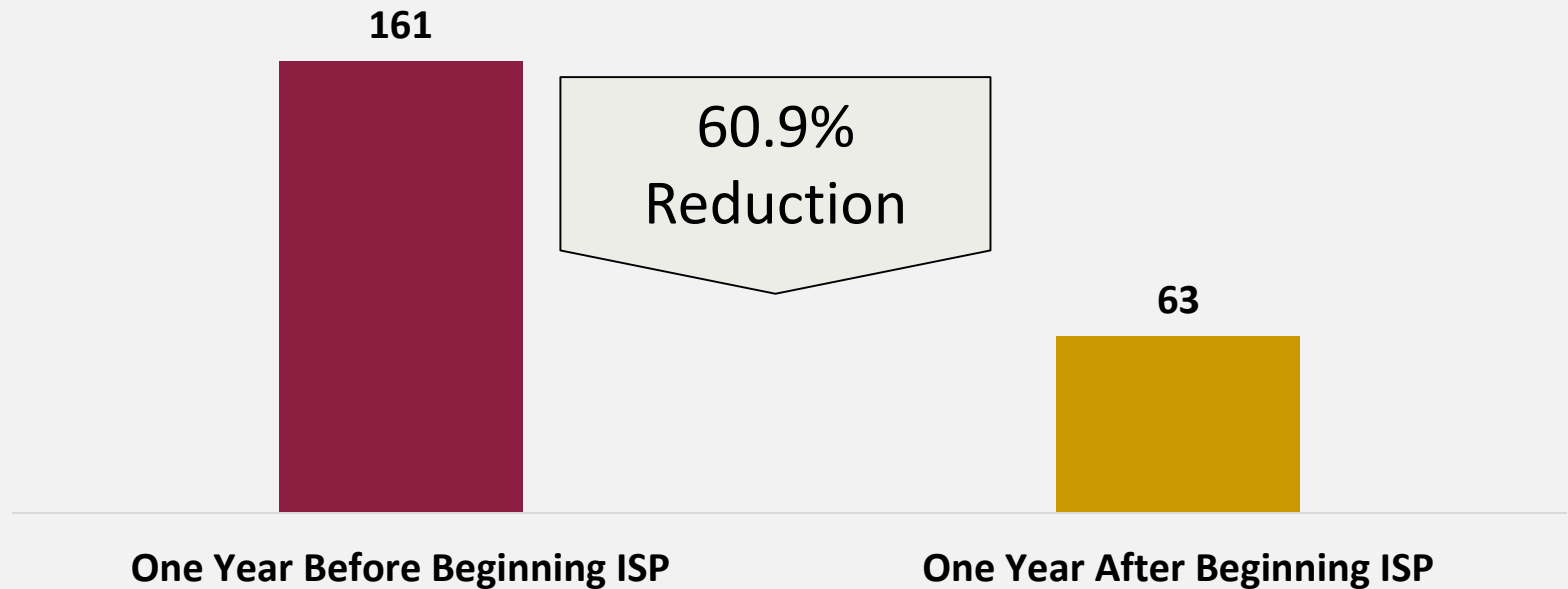 161
60.9%
Reduction
63
One Year Before Beginning ISP
One Year After Beginning ISP